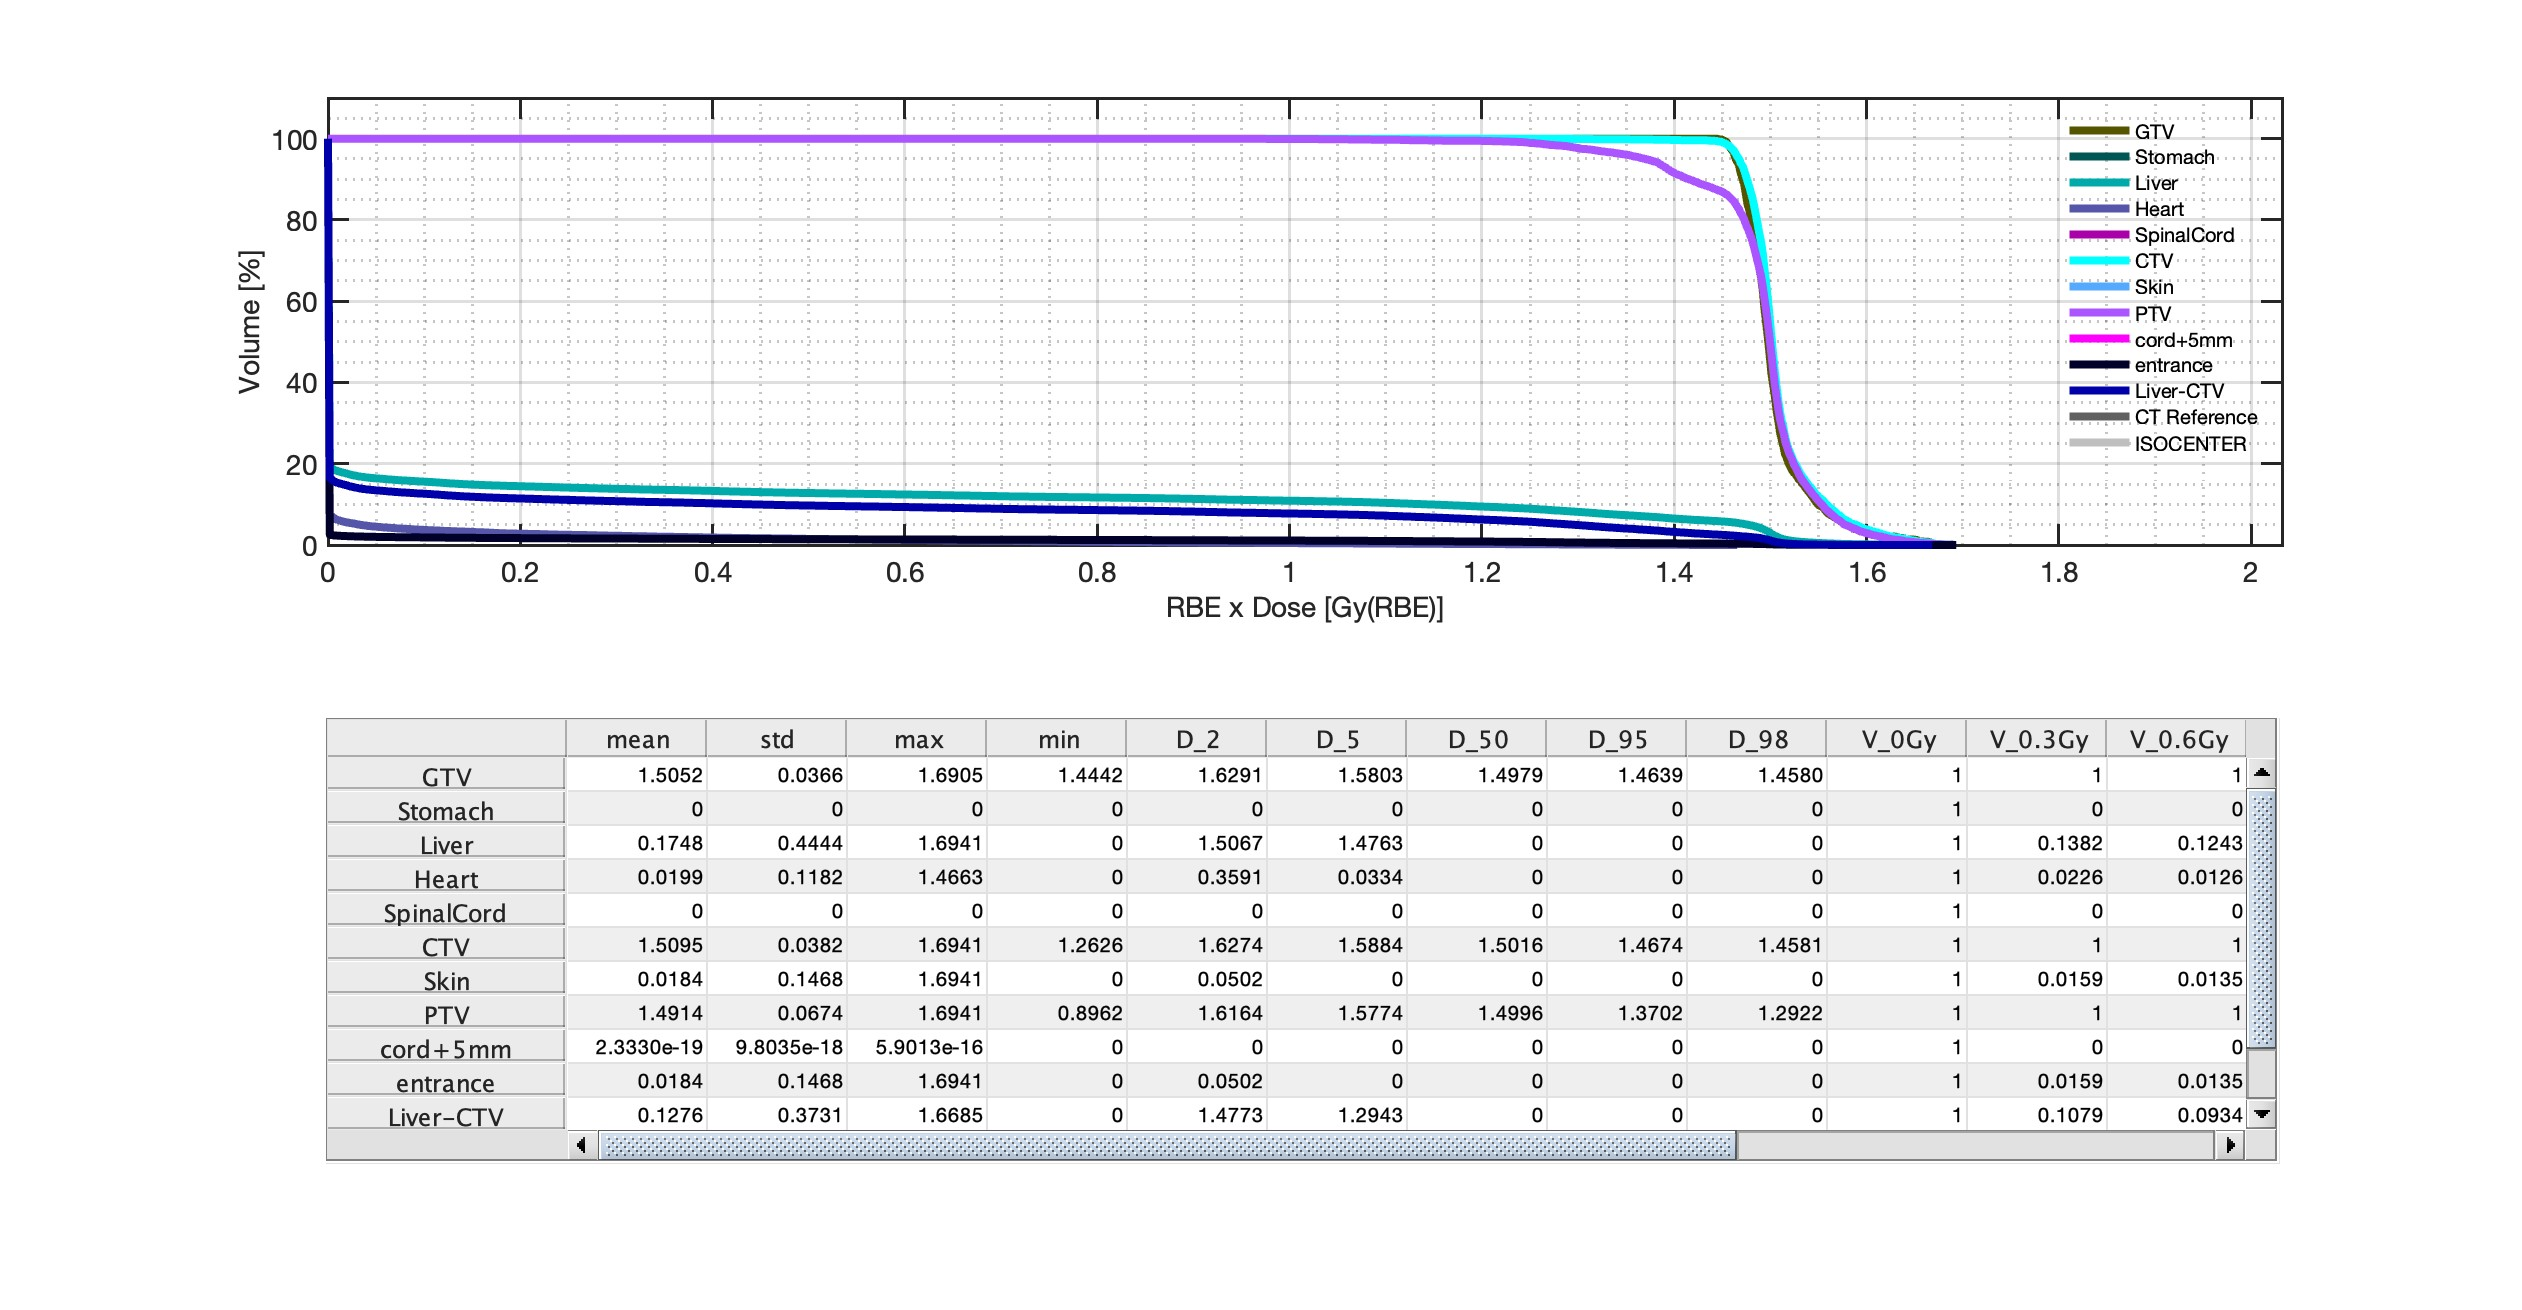 100
80
60
40
20
0
Volume [%]
0 0.2 0.4 0.6 0.8 1 1.2 1.4 1.6 1.8 2
RBE x Dose [Gy(RBE)]
GTV
Stomach
Liver
Heart
SpinalCord
CTV
Skin
PTV
cord+5mm
entrance
Liver-CTV
CT Reference
ISOCENTER
mean std max min D_2 D_5 D_50 D_95 D_98 V_0Gy V_0.3Gy V_0.6Gy
GTV 1.5052 0.0366 1.6905 1.4442 1.6291 1.5803 1.4979 1.4639 1.4580 1 1 1
Stomach 0 0 0 0 0 0 0 0 0 1 0 0
Liver 0.1748 0.4444 1.6941 0 1.5067 1.4763 0 0 0 1 0.1382 0.1243
Heart 0.0199 0.1182 1.4663 0 0.3591 0.0334 0 0 0 1 0.0226 0.0126
SpinalCord 0 0 0 0 0 0 0 0 0 1 0 0
CTV 1.5095 0.0382 1.6941 1.2626 1.6274 1.5884 1.5016 1.4674 1.4581 1 1 1
Skin 0.0184 0.1468 1.6941 0 0.0502 0 0 0 0 1 0.0159 0.0135
PTV 1.4914 0.0674 1.6941 0.8962 1.6164 1.5774 1.4996 1.3702 1.2922 1 1 1
cord+5mm 2.3330e-19 9.8035e-18 5.9013e-16 0 0 0 0 0 0 1 0 0
entrance 0.0184 0.1468 1.6941 0 0.0502 0 0 0 0 1 0.0159 0.0135
Liver-CTV 0.1276 0.3731 1.6685 0 1.4773 1.2943 0 0 0 1 0.1079 0.0934